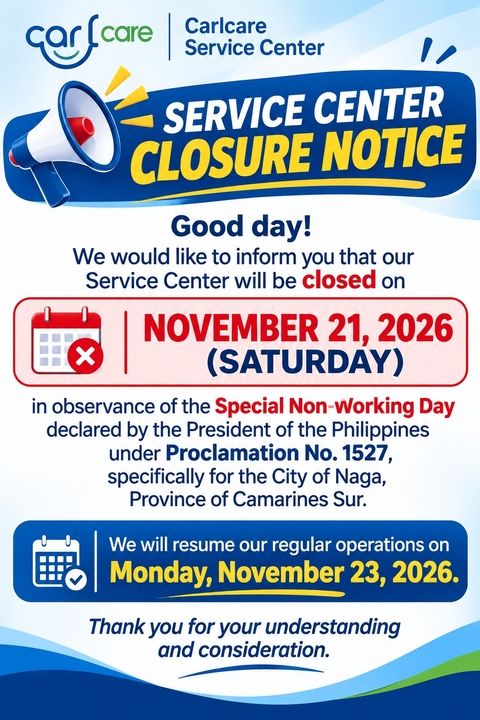 carlcare
Carlcare
Service Center
SERVICE CENTER
CLOSURE NOTICE
Good day!
We would like to inform you that our
Service Center will be closed on
NOVEMBER 21, 2026
(SATURDAY)
in observance of the Special Non-Working Day
declared by the President of the Philippines
under Proclamation No. 1527,
specifically for the City of Naga,
Province of Camarines Sur.
We will resume our regular operations on
Monday, November 23, 2026.
Thank you for your understanding
and consideration.